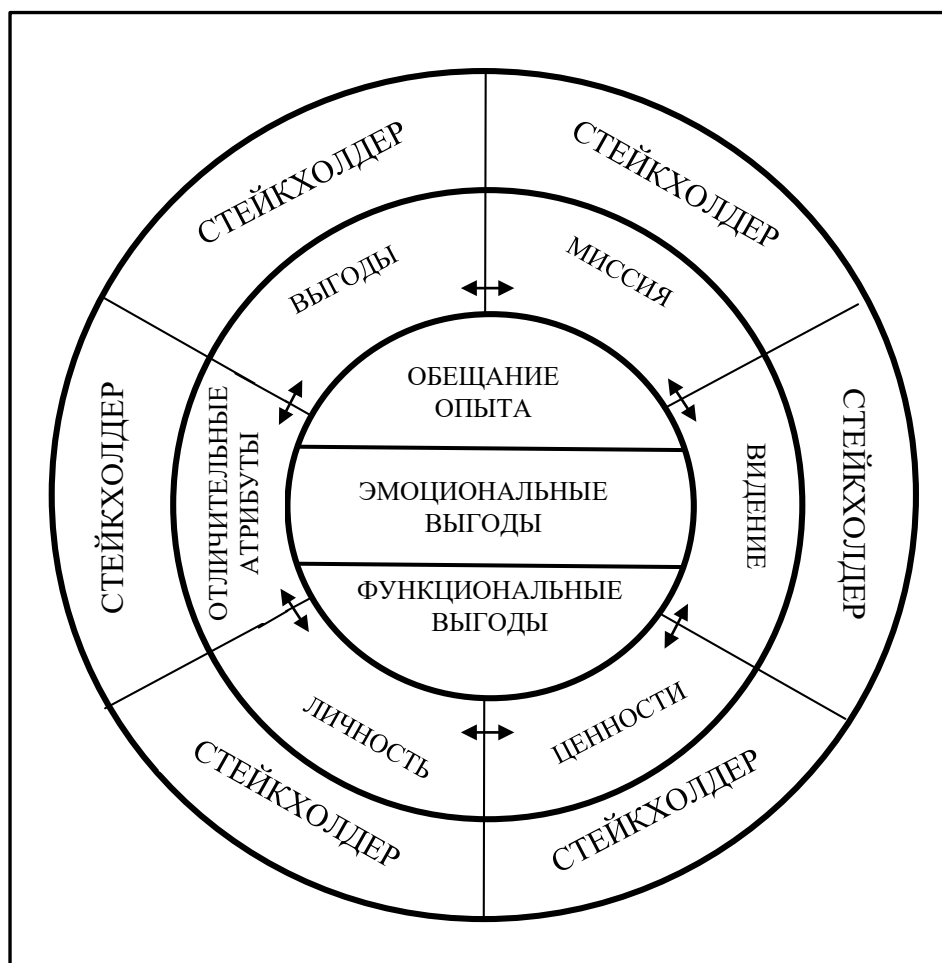 СТЕЙКХОЛДЕР
СТЕЙКХОЛДЕР
ВЫГОДЫ
МИССИЯ
ОБЕЩАНИЕ
ОПЫТА
СТЕЙКХОЛДЕР
ОТЛИЧИТЕЛЬНЫЕ
АТРИБУТЫ
ЭМОЦИОНАЛЬНЫЕ
ВЫГОДЫ
ВИДЕНИЕ
СТЕЙКХОЛДЕР
ФУНКЦИОНАЛЬНЫЕ
ВЫГОДЫ
ЛИЧНОСТЬ
ЦЕННОСТИ
СТЕЙКХОЛДЕР
СТЕЙКХОЛДЕР